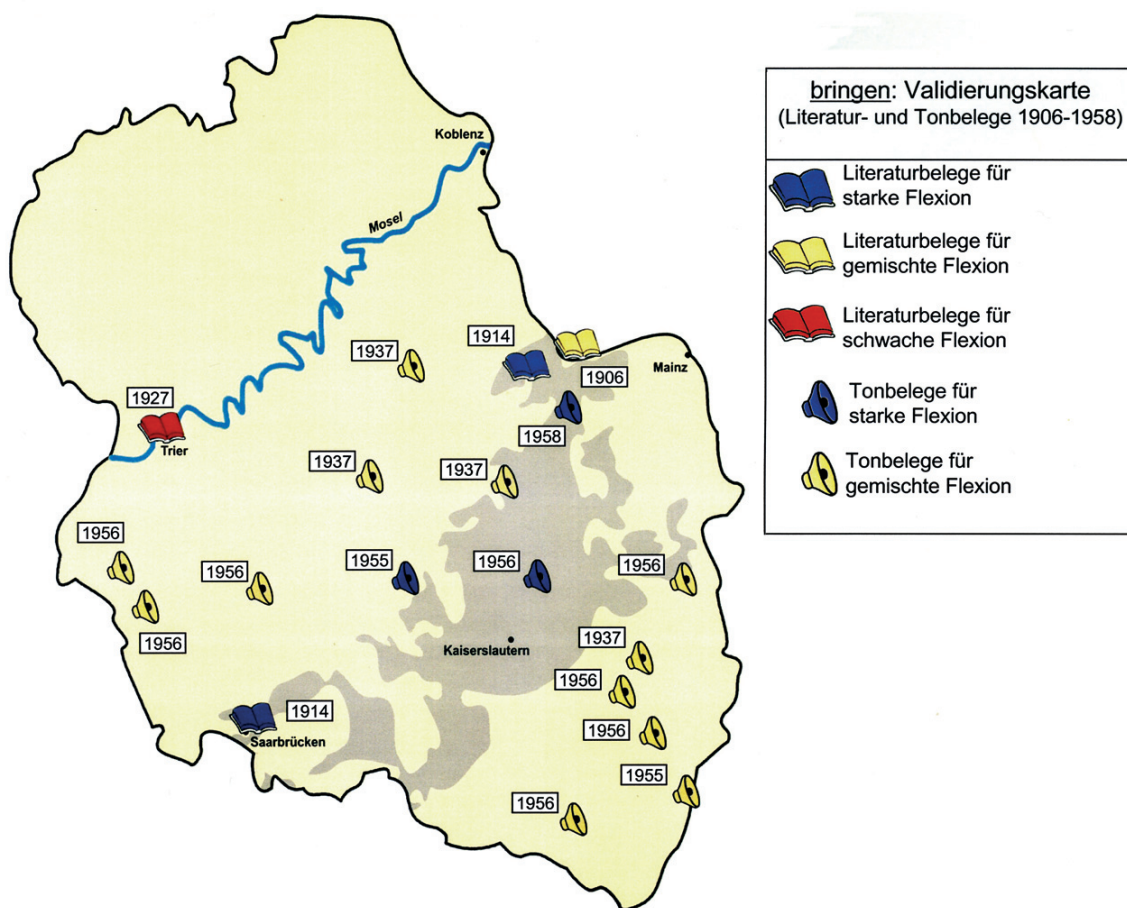 bringen: Validierungskarte
(Literatur- und Tonbelege 1906-1958)
Literaturbelege für
starke Flexion
Literaturbelege für
gemischte Flexion
Literaturbelege für
schwache Flexion
Tonbelege für
starke Flexion
Tonbelege für
gemischte Flexion
Koblenz
Mosel
1937
1914
1906
Mainz
1927
Trier
1958
1937
1937
1956
1956
1955
1956
1956
1956
1937
Kaiserslautern
1956
1914
1956
Saarbrücken
1955
1956